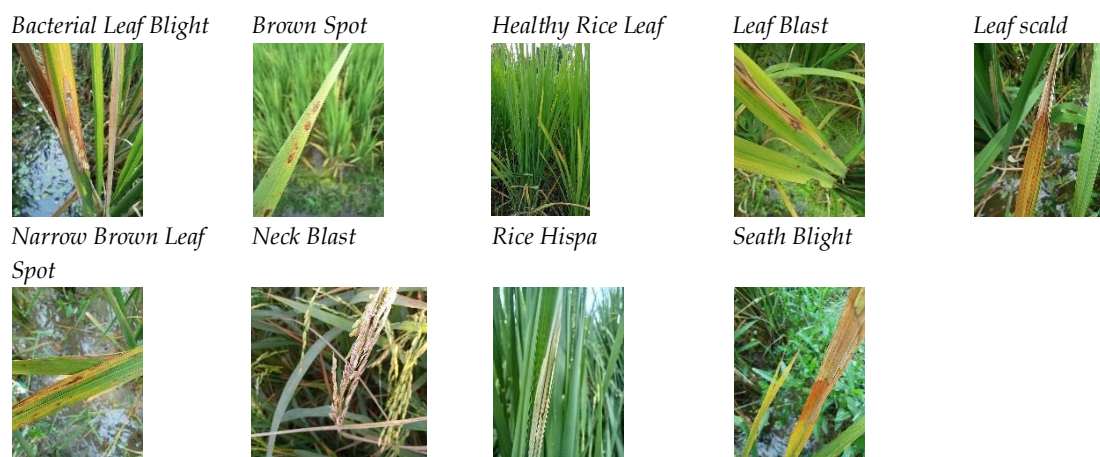 Bacterial Leaf Blight
Brown Spot
Healthy Rice Leaf
Leaf Blast
Leaf scald
Narrow Brown Leaf
Spot
Neck Blast
Rice Hispa
Seath Blight